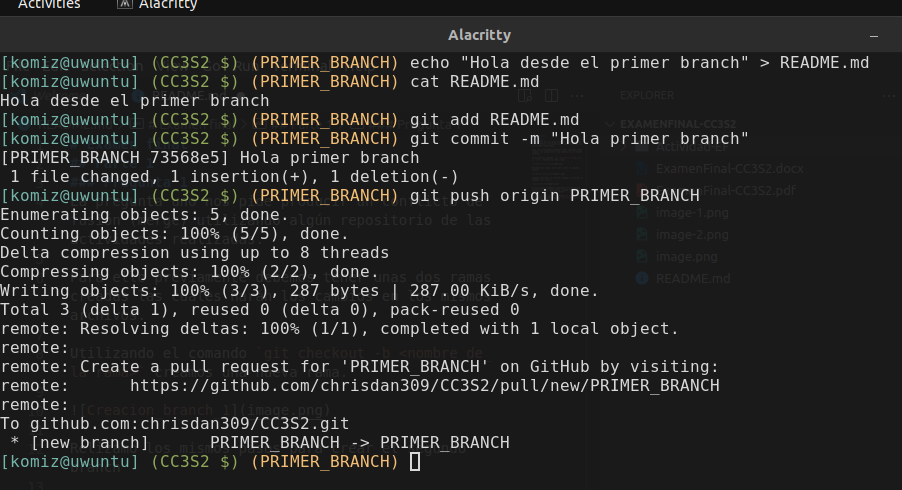 Activities Alacritty
Alacritty
[komiz@uwuntu] (CC3S2 $) (PRIMER_BRANCH) echo "Hola desde el primer branch" > README.md
[komiz@uwuntu] (CC3S2 $) (PRIMER_BRANCH) cat README.md
Hola desde el primer branch
[komiz@uwuntu] (CC3S2 $) (PRIMER_BRANCH) git add README.md
[komiz@uwuntu] (CC3S2 $) (PRIMER_BRANCH) git commit -m "Hola primer branch"
[PRIMER_BRANCH 73568e5] Hola primer branch
 1 file changed, 1 insertion(+), 1 deletion(-)
[komiz@uwuntu] (CC3S2 $) (PRIMER_BRANCH) git push origin PRIMER_BRANCH
Enumerating objects: 5, done.
Counting objects: 100% (5/5), done.
Delta compression using up to 8 threads
Compressing objects: 100% (2/2), done.
Writing objects: 100% (3/3), 287 bytes | 287.00 KiB/s, done.
Total 3 (delta 1), reused 0 (delta 0), pack-reused 0
remote: Resolving deltas: 100% (1/1), completed with 1 local object.
remote:
remote: Create a pull request for 'PRIMER_BRANCH' on GitHub by visiting:
remote:      https://github.com/chrisdan309/CC3S2/pull/new/PRIMER_BRANCH
remote:
To github.com:chrisdan309/CC3S2.git
 * [new branch]      PRIMER_BRANCH -> PRIMER_BRANCH
[komiz@uwuntu] (CC3S2 $) (PRIMER_BRANCH)
EXPLORER
EXAMENFINAL-CC3S2
ExamenFinal-CC3S2.docx
ExamenFinal-CC3S2.pdf
image-1.png
image-2.png
image.png
README.md